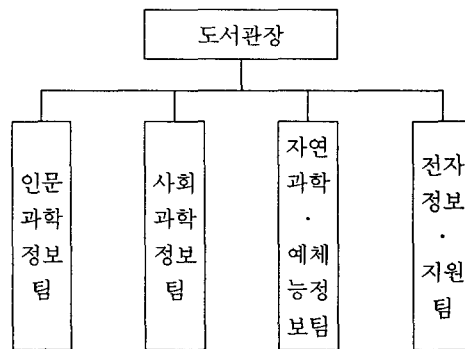 도서관장
인문
과학
정보
팀
사회
과학
정보
팀
자연
과학
·
예체
능정
보팀
전자
정보
·
지원
팀